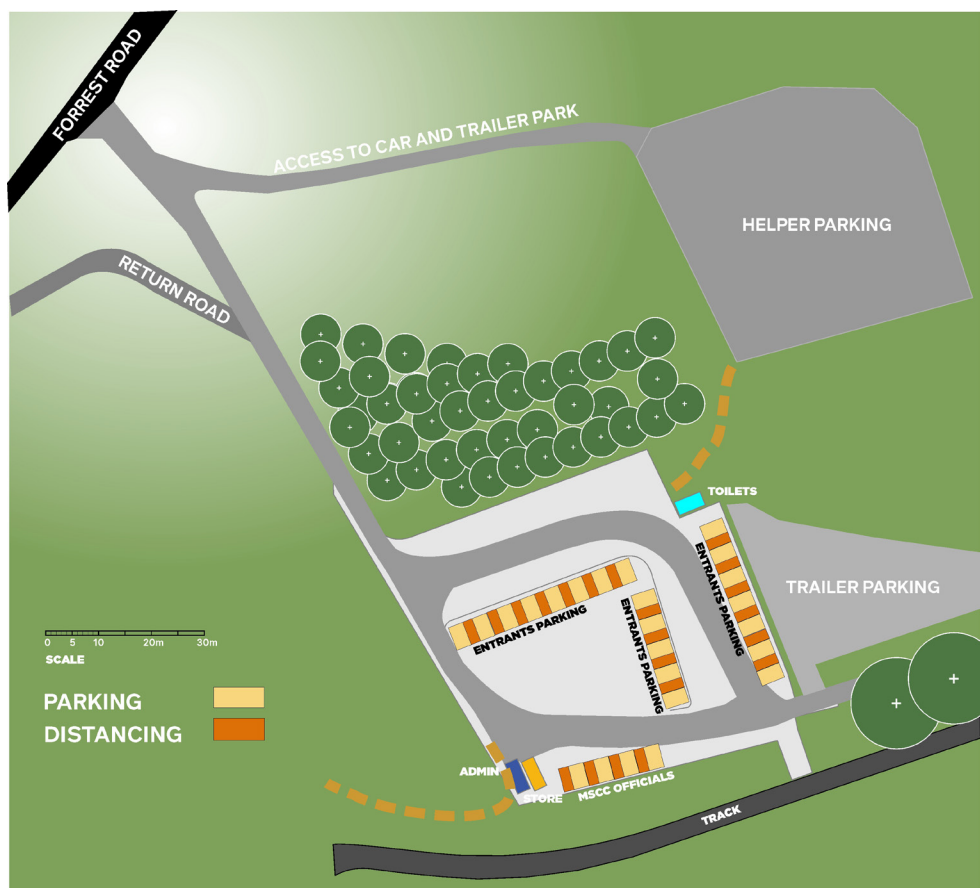 FORREST ROAD
ACCESS TO CAR AND TRAILER PARK
HELPER PARKING
RETURN ROAD
TOILETS
ENTRANTS PARKING
TRAILER PARKING
ENTRANTS PARKING
ENTRANTS PARKING
0 5 10 20m 30m
SCALE
PARKING
DISTANCING
ADMIN
STORE
MSCC OFFICIALS
TRACK